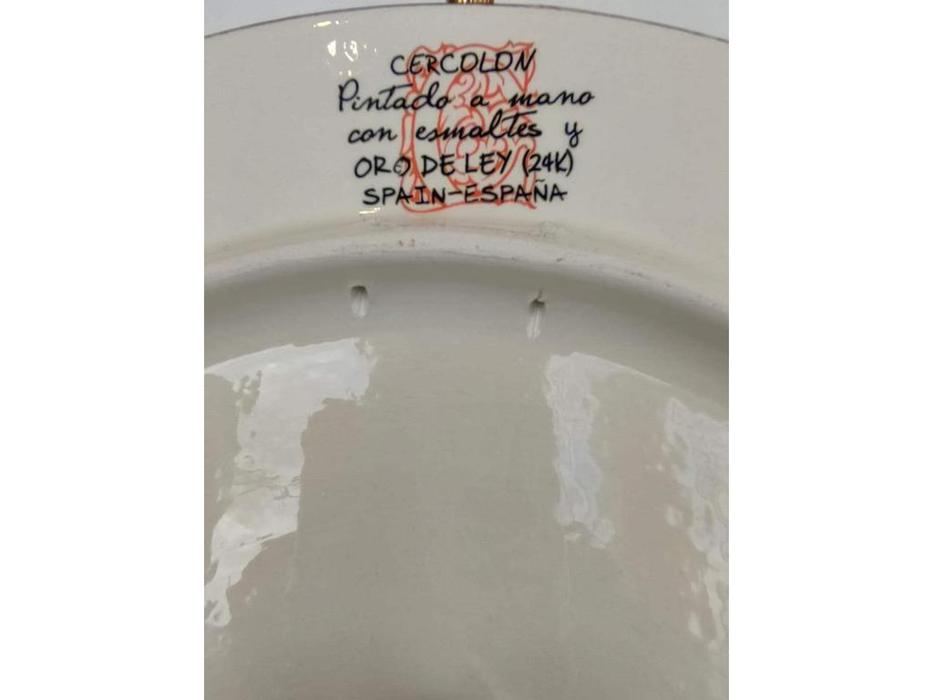 CERCOLON
Pintado a mano
con esmaltes y
ORO DE LEY (24K)
SPAIN-ESPAÑA